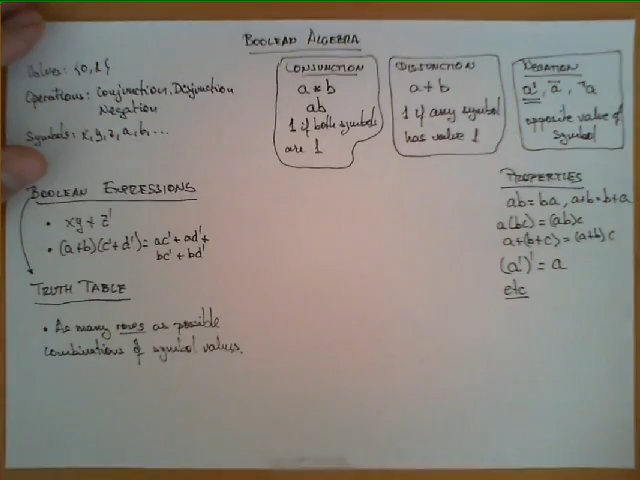 BOOLEAN ALGEBRA
Values: {0,1}
Operations: Conjunction, Disjunction
Negation
Symbols: x, y, z, a, b, ...
CONJUNCTION
a * b
ab
1 if both symbols
are 1
DISJUNCTION
a + b
1 if any symbol
has value 1
NEGATION
a', a̅, ¬a
opposite value of
symbol
BOOLEAN EXPRESSIONS
• xy + z'
• (a+b)(c'+d') = ac' + ad' +
bc' + bd'
TRUTH TABLE
• As many rows as possible
combinations of symbol values.
PROPERTIES
ab = ba, a+b = b+a
a(bc) = (ab)c
a+(b+c) = (a+b) c
(a')' = a
etc